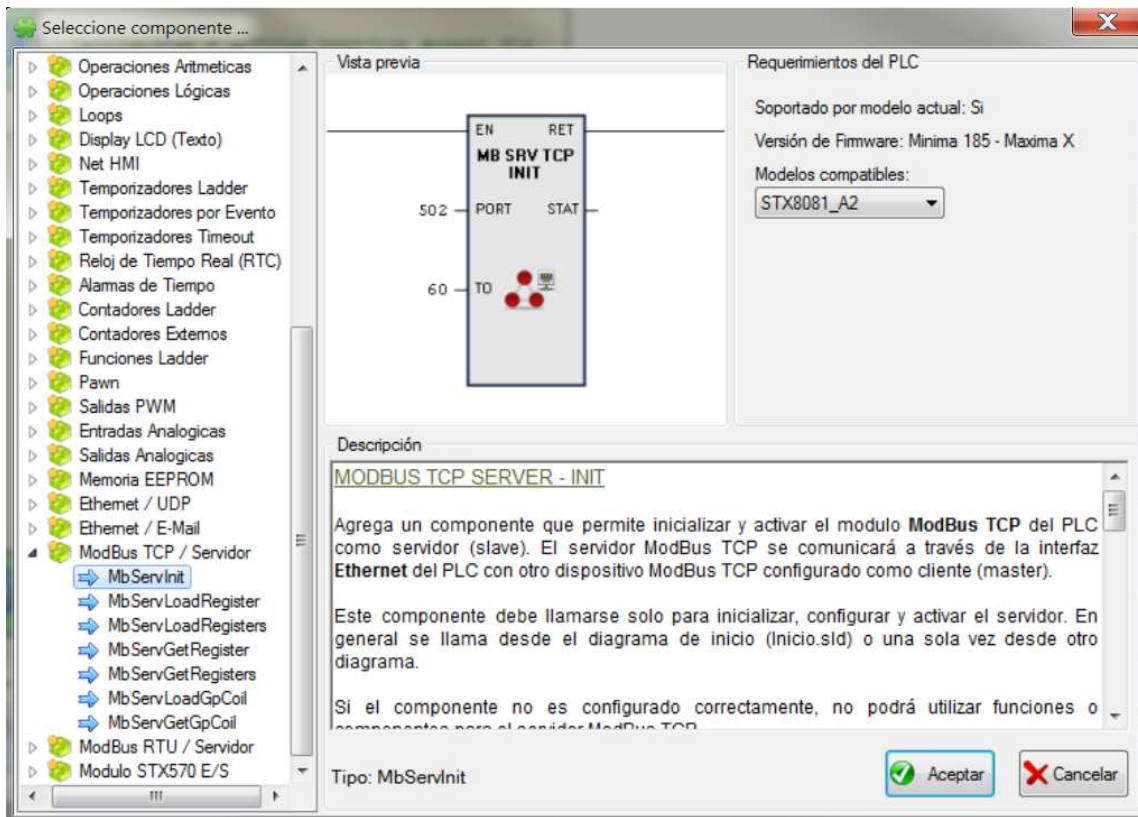 Seleccione componente ...
Operaciones Aritmeticas
Operaciones Lógicas
Loops
Display LCD (Texto)
Net HMI
Temporizadores Ladder
Temporizadores por Evento
Temporizadores Timeout
Reloj de Tiempo Real (RTC)
Alarmas de Tiempo
Contadores Ladder
Contadores Externos
Funciones Ladder
Pawn
Salidas PWM
Entradas Analogicas
Salidas Analogicas
Memoria EEPROM
Ethernet / UDP
Ethernet / E-Mail
ModBus TCP / Servidor
MbServInit
MbServLoadRegister
MbServLoadRegisters
MbServGetRegister
MbServGetRegisters
MbServLoadGpCoil
MbServGetGpCoil
ModBus RTU / Servidor
Modulo STX570 E/S
Vista previa
EN RET
MB SRV TCP
INIT
502 PORT STAT
60 TO
Requerimientos del PLC
Soportado por modelo actual: Si
Versión de Firmware: Minima 185 - Maxima X
Modelos compatibles:
STX8081_A2
Descripción
MODBUS TCP SERVER - INIT
Agrega un componente que permite inicializar y activar el modulo ModBus TCP del PLC
como servidor (slave). El servidor ModBus TCP se comunicará a través de la interfaz
Ethernet del PLC con otro dispositivo ModBus TCP configurado como cliente (master).
Este componente debe llamarse solo para inicializar, configurar y activar el servidor. En
general se llama desde el diagrama de inicio (Inicio.sld) o una sola vez desde otro
diagrama.
Si el componente no es configurado correctamente, no podrá utilizar funciones o
componentes para el servidor ModBus TCP
Tipo: MbServInit
Aceptar
Cancelar